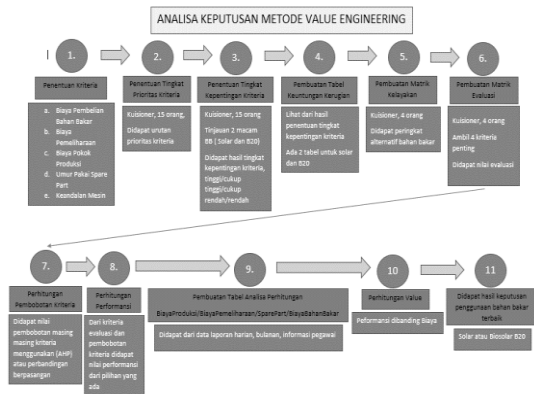 ANALISA KEPUTUSAN METODE VALUE ENGINEERING
1.
2.
3.
4.
5.
6.
Penentuan Kriteria
a. Biaya Pembelian
Bahan Bakar
b. Biaya
Pemeliharaan
c. Biaya Pokok
Produksi
d. Umur Pakai Spare
Part
e. Keandalan Mesin
Penentuan Tingkat
Prioritas Kriteria
Kuisioner, 15 orang,
Didapat urutan
prioritas kriteria
Penentuan Tingkat
Kepentingan Kriteria
Kuisioner, 15 orang
Tinjauan 2 macam
BB ( Solar dan B20)
Didapat hasil tingkat
kepentingan kriteria,
tinggi/cukup
tinggi/cukup
rendah/rendah
Pembuatan Tabel
Keuntungan Kerugian
Lihat dari hasil
penentuan tingkat
kepentingan kriteria
Ada 2 tabel untuk solar
dan B20
Pembuatan Matrik
Kelayakan
Kuisioner, 4 orang
Didapat peringkat
alternatif bahan bakar
Pembuatan Matrik
Evaluasi
Kuisioner, 4 orang
Ambil 4 kriteria
penting
Didapat nilai evaluasi
7.
8.
9.
10
11
Perhitungan
Pembobotan Kriteria
Didapat nilai
pembobotan masing
masing kriteria
menggunakan (AHP)
atau perbandingan
berpasangan
Perhitungan
Performansi
Dari kriteria
evaluasi dan
pembobotan
kriteria didapat
nilai performansi
dari pilihan yang
ada
Pembuatan Tabel Analisa Perhitungan
BiayaProduksi/BiayaPemeliharaan/SparePart/BiayaBahanBakar
Didapat dari data laporan harian, bulanan, informasi pegawai
Perhitungan Value
Peformansi dibanding Biaya
Didapat hasil keputusan
penggunaan bahan bakar
terbaik
Solar atau Biosolar B20